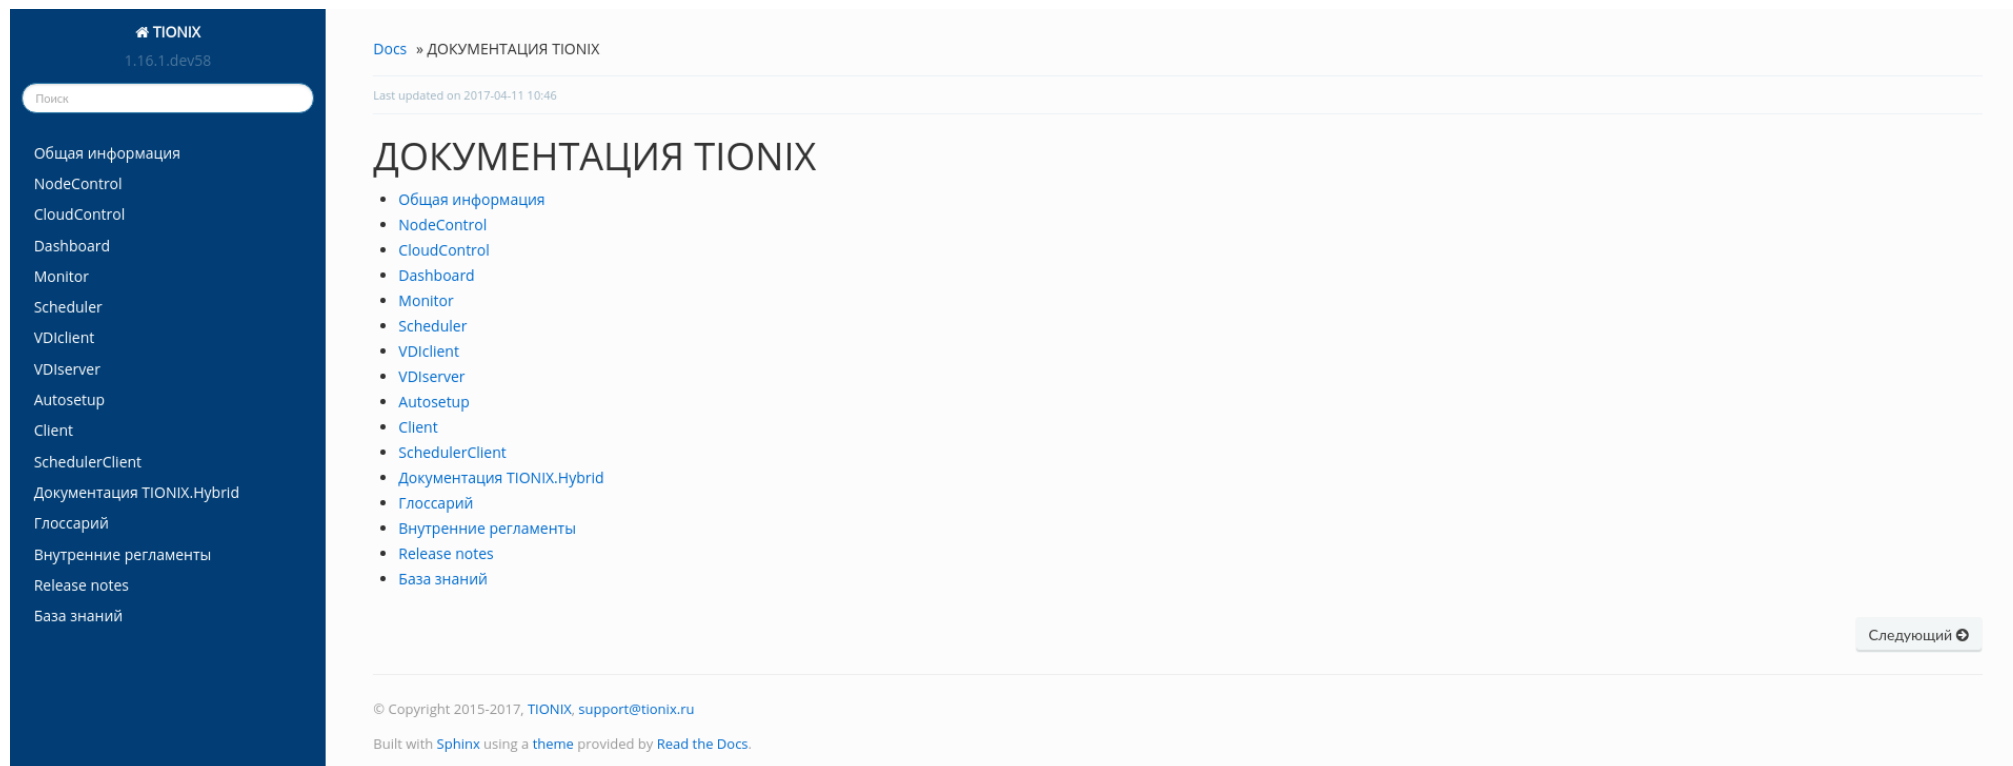 TIONIX
1.16.1.dev58
Поиск
Общая информация
NodeControl
CloudControl
Dashboard
Monitor
Scheduler
VDIclient
VDIserver
Autosetup
Client
SchedulerClient
Документация TIONIX.Hybrid
Глоссарий
Внутренние регламенты
Release notes
База знаний
Docs » ДОКУМЕНТАЦИЯ TIONIX
Last updated on 2017-04-11 10:46
ДОКУМЕНТАЦИЯ TIONIX
Общая информация
NodeControl
CloudControl
Dashboard
Monitor
Scheduler
VDIclient
VDIserver
Autosetup
Client
SchedulerClient
Документация TIONIX.Hybrid
Глоссарий
Внутренние регламенты
Release notes
База знаний
Следующий
© Copyright 2015-2017, TIONIX, support@tionix.ru
Built with Sphinx using a theme provided by Read the Docs.